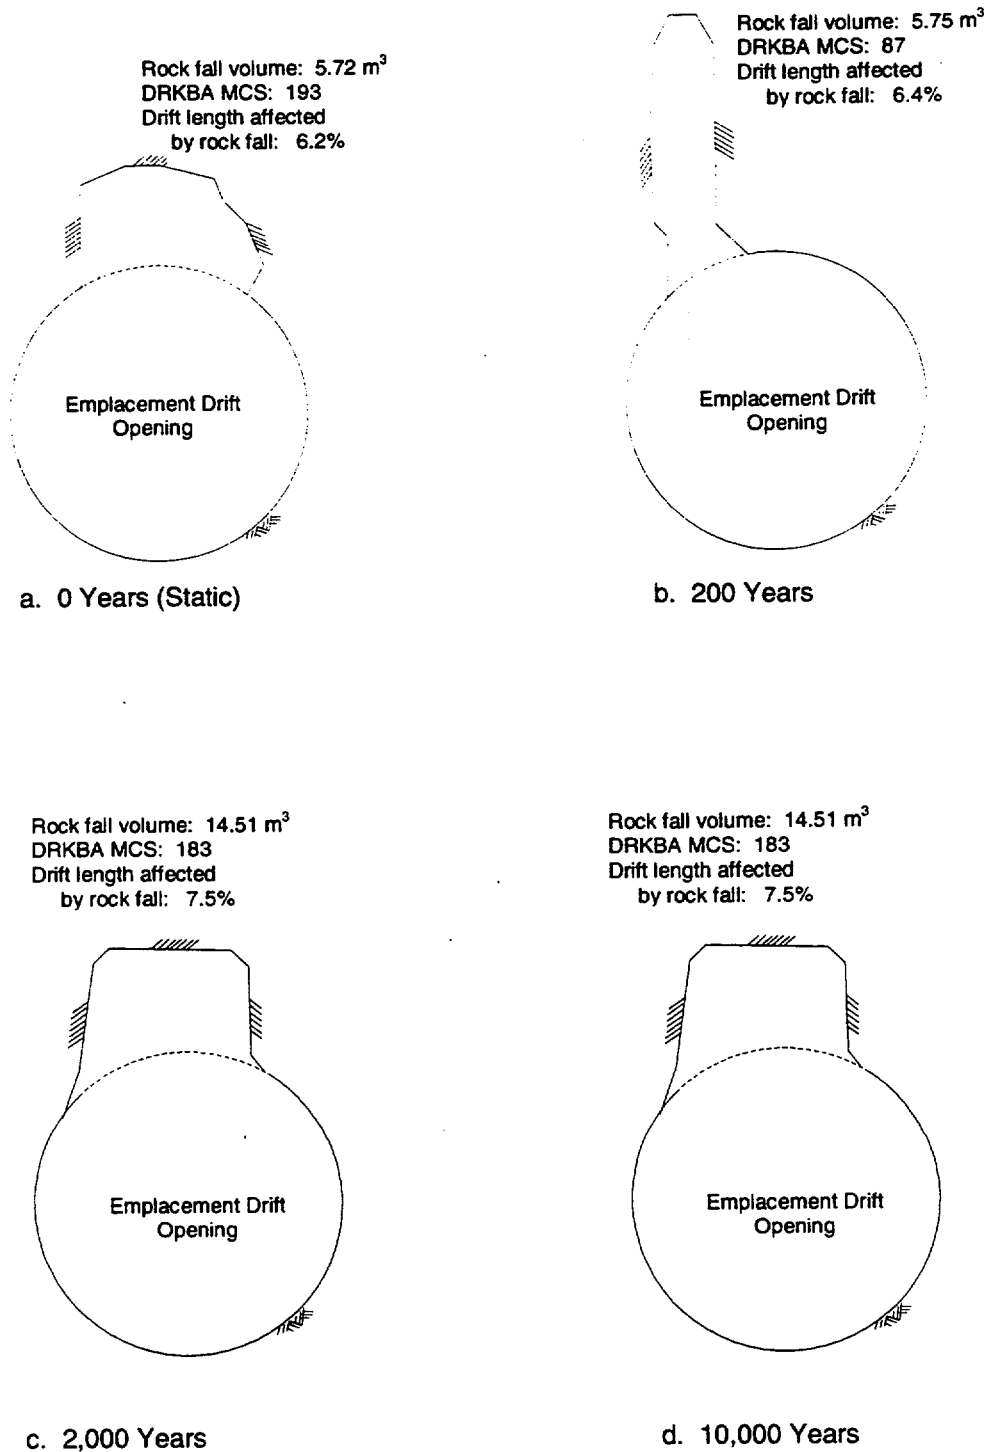 Rock fall volume: 5.72 m³
DRKBA MCS: 193
Drift length affected
by rock fall: 6.2%
Emplacement Drift
Opening
a. 0 Years (Static)
Rock fall volume: 5.75 m³
DRKBA MCS: 87
Drift length affected
by rock fall: 6.4%
Emplacement Drift
Opening
b. 200 Years
Rock fall volume: 14.51 m³
DRKBA MCS: 183
Drift length affected
by rock fall: 7.5%
Emplacement Drift
Opening
c. 2,000 Years
Rock fall volume: 14.51 m³
DRKBA MCS: 183
Drift length affected
by rock fall: 7.5%
Emplacement Drift
Opening
d. 10,000 Years